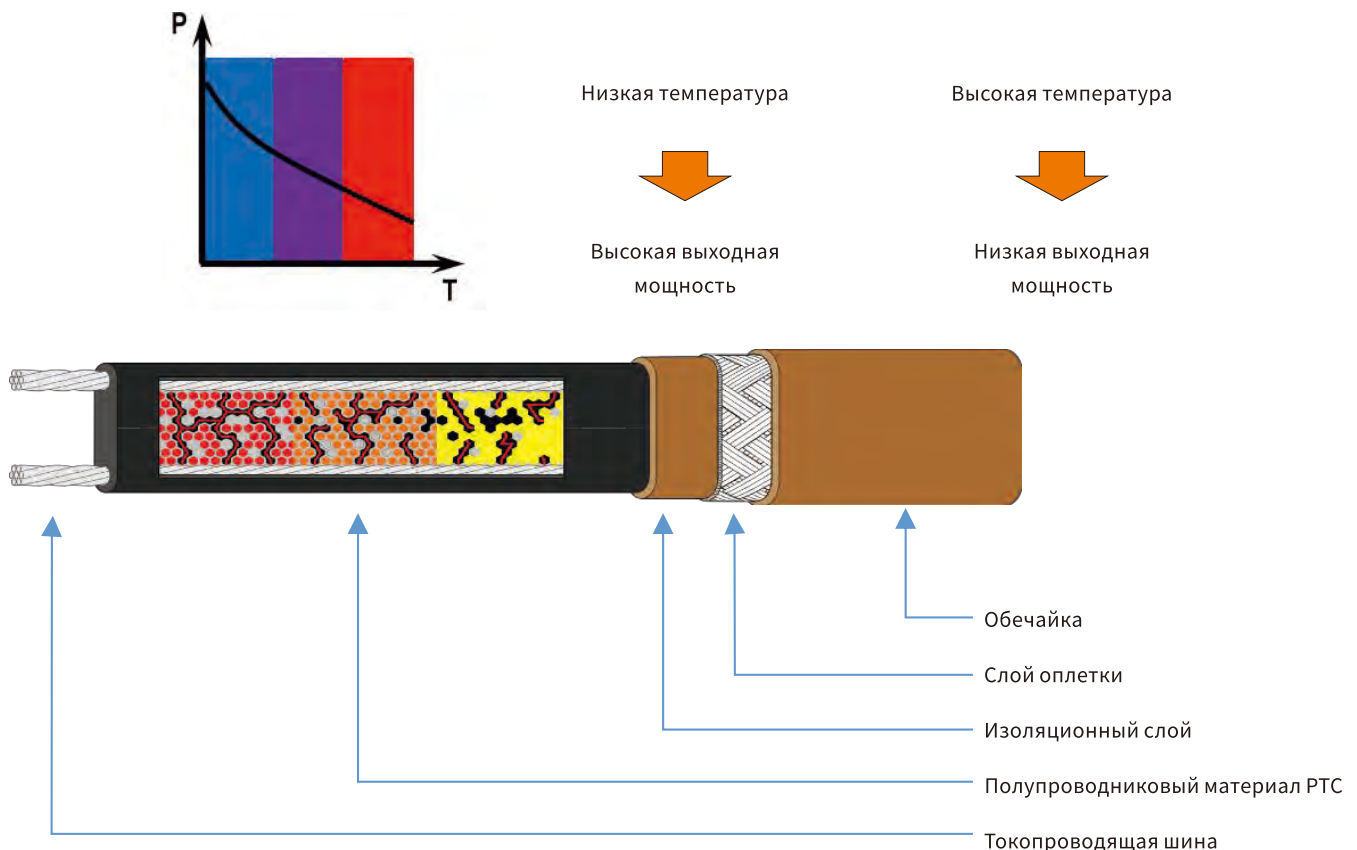 P
T
Низкая температура
Высокая температура
Высокая выходная
мощность
Низкая выходная
мощность
Обечайка
Слой оплетки
Изоляционный слой
Полупроводниковый материал PTC
Токопроводящая шина